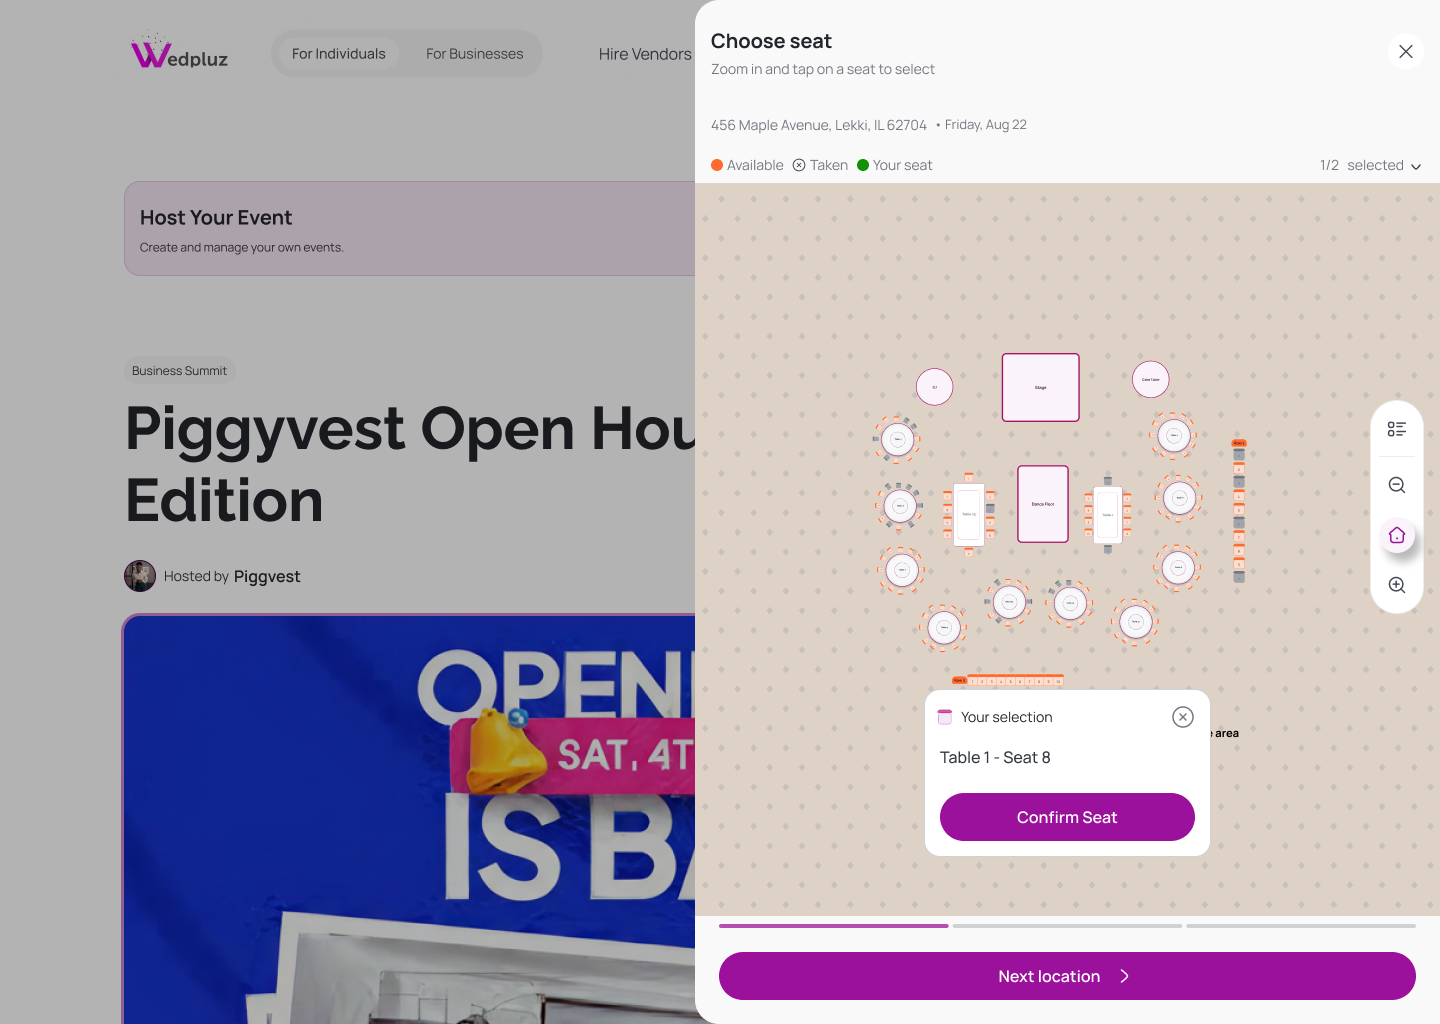 Wedpluz
For Individuals
For Businesses
Hire Vendors
Host Your Event
Create and manage your own events.
Business Summit
Piggyvest Open Hou
Edition
Hosted by Piggvest
OPEN
SAT, 4T
IS BA
Choose seat
Zoom in and tap on a seat to select
456 Maple Avenue, Lekki, IL 62704 • Friday, Aug 22
Available Taken Your seat
1/2 selected
Stage
Dance Floor
Your selection
Table 1 - Seat 8
Confirm Seat
area
Next location